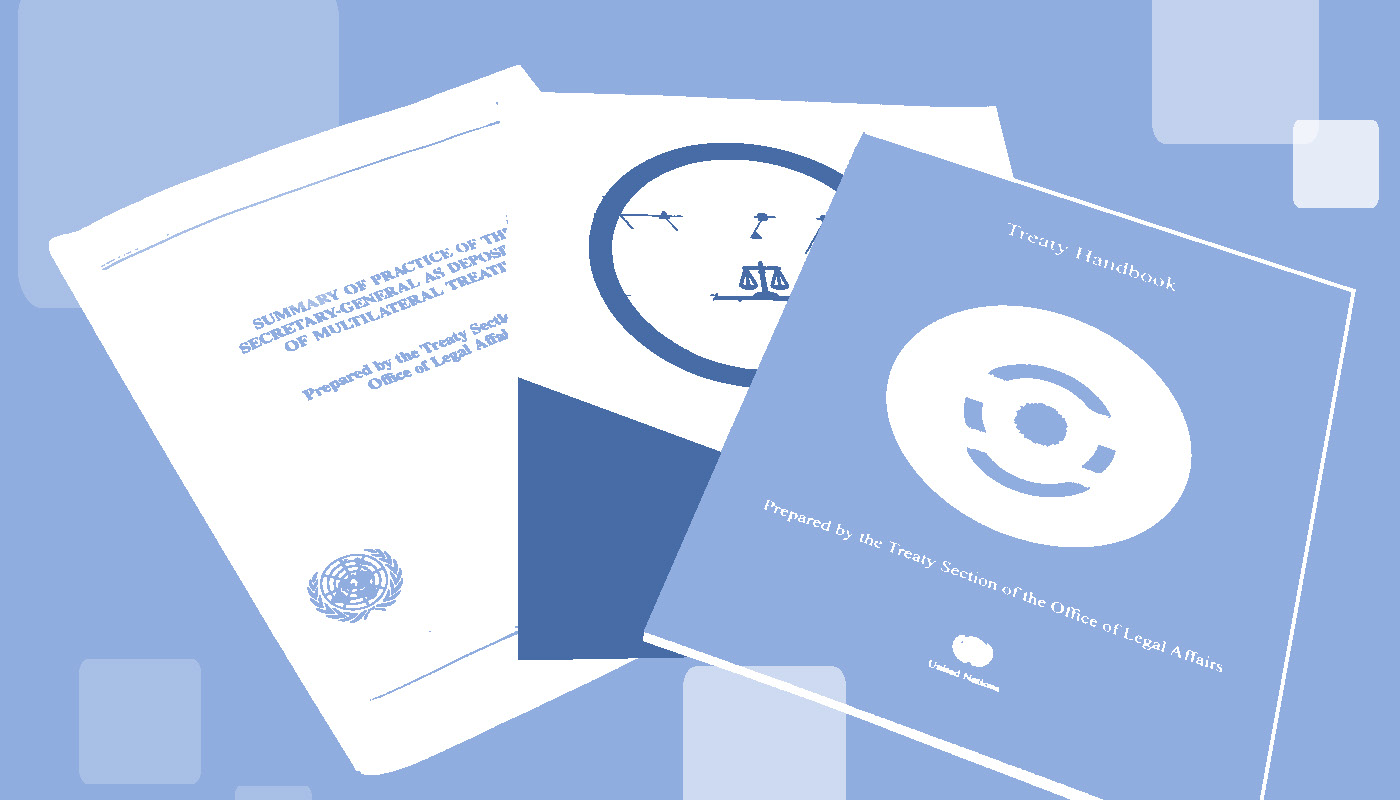 SUMMARY OF PRACTICE OF TH
SECRETARY-GENERAL AS DEPOSI
OF MULTILATERAL TREATI
Prepared by the Treaty Secti
Office of Legal Affai
Treaty Handbook
Prepared by the Treaty Section of the Office of Legal Affairs
United Nations